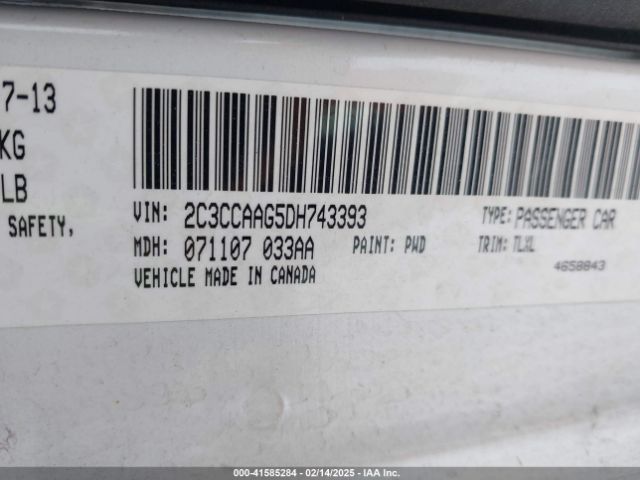 7-13
KG
LB
SAFETY,
VIN: 2C3CCAAG5DH743393 TYPE: PASSENGER CAR
MDH: 071107 033AA PAINT: PWD TRIM: TLXL
VEHICLE MADE IN CANADA 4658843
000-41585284 - 02/14/2025 - IAA Inc.